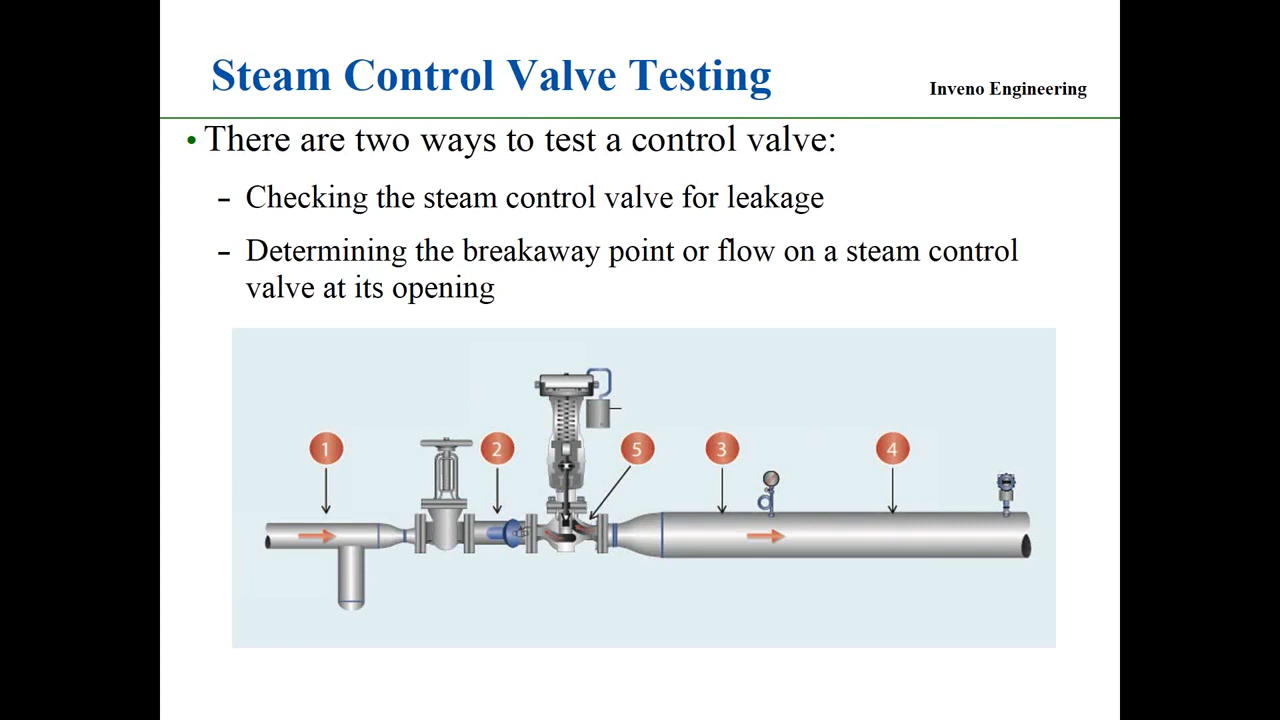 Steam Control Valve Testing
Inveno Engineering
• There are two ways to test a control valve:
– Checking the steam control valve for leakage
– Determining the breakaway point or flow on a steam control
valve at its opening
1
2
5
3
4